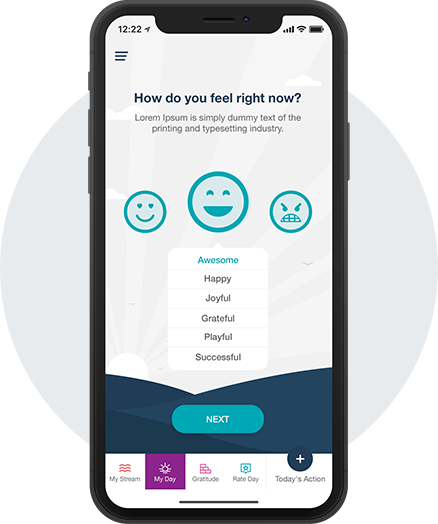 12:22
How do you feel right now?
Lorem Ipsum is simply dummy text of the
printing and typesetting industry.
Awesome
Happy
Joyful
Grateful
Playful
Successful
NEXT
My Stream
My Day
Gratitude
Rate Day
Today's Action